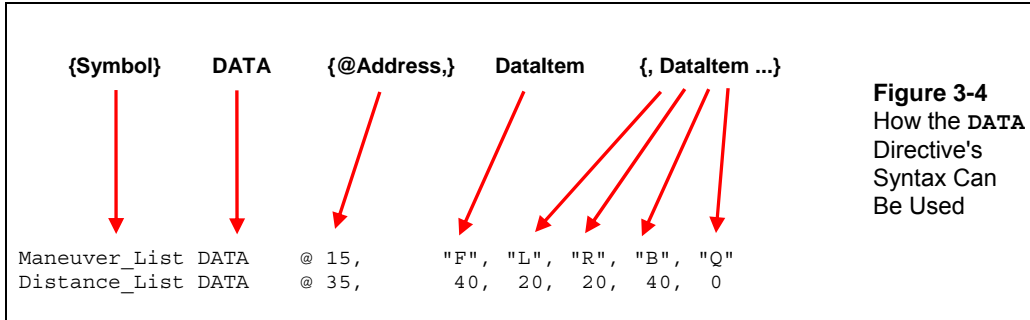 {Symbol} DATA {@Address,} DataItem {, DataItem ...}
Figure 3-4
How the DATA
Directive's
Syntax Can
Be Used
Maneuver_List DATA @ 15, "F", "L", "R", "B", "Q"
Distance_List DATA @ 35, 40, 20, 20, 40, 0